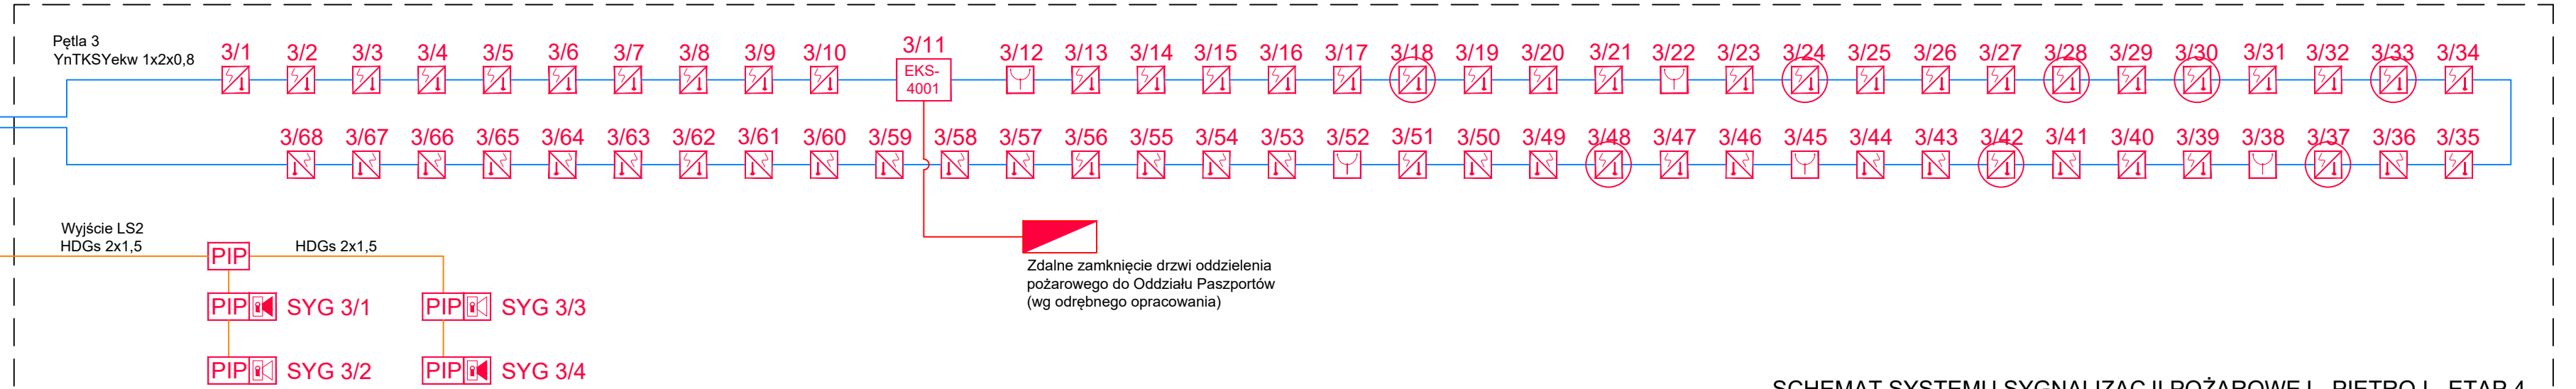 Pętla 3
YnTKSYekw 1x2x0,8
3/1 3/2 3/3 3/4 3/5 3/6 3/7 3/8 3/9 3/10 3/11 3/12 3/13 3/14 3/15 3/16 3/17 3/18 3/19 3/20 3/21 3/22 3/23 3/24 3/25 3/26 3/27 3/28 3/29 3/30 3/31 3/32 3/33 3/34
EKS-
4001
3/68 3/67 3/66 3/65 3/64 3/63 3/62 3/61 3/60 3/59 3/58 3/57 3/56 3/55 3/54 3/53 3/52 3/51 3/50 3/49 3/48 3/47 3/46 3/45 3/44 3/43 3/42 3/41 3/40 3/39 3/38 3/37 3/36 3/35
Wyjście LS2
HDGs 2x1,5
HDGs 2x1,5
PIP
PIP SYG 3/1
PIP SYG 3/3
PIP SYG 3/2
PIP SYG 3/4
Zdalne zamknięcie drzwi oddzielenia
pożarowego do Oddziału Paszportów
(wg odrębnego opracowania)
SCHEMAT SYSTEMU SYGNALIZACJI POŻAROWEJ - PIĘTRO I - ETAP 4